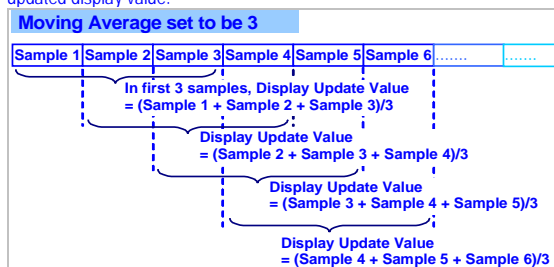 updated display value.
Moving Average set to be 3
Sample 1 Sample 2 Sample 3 Sample 4 Sample 5 Sample 6 ....... .......
In first 3 samples, Display Update Value
= (Sample 1 + Sample 2 + Sample 3)/3
Display Update Value
= (Sample 2 + Sample 3 + Sample 4)/3
Display Update Value
= (Sample 3 + Sample 4 + Sample 5)/3
Display Update Value
= (Sample 4 + Sample 5 + Sample 6)/3